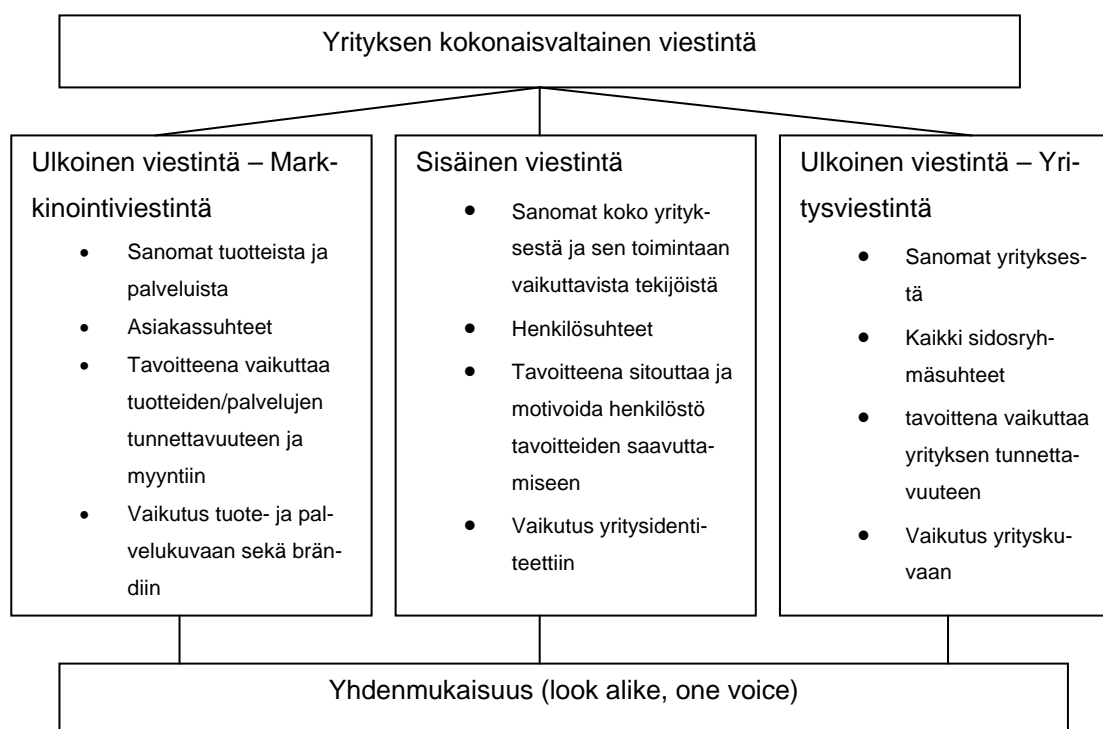 Yrityksen kokonaisvaltainen viestintä
Ulkoinen viestintä – Mark-
kinointiviestintä
• Sanomat tuotteista ja
palveluista
• Asiakassuhteet
• Tavoitteena vaikuttaa
tuotteiden/palvelujen
tunnettavuuteen ja
myyntiin
• Vaikutus tuote- ja pal-
velukuvaan sekä brän-
diin
Sisäinen viestintä
• Sanomat koko yrityk-
sestä ja sen toimintaan
vaikuttavista tekijöistä
• Henkilösuhteet
• Tavoitteena sitouttaa ja
motivoida henkilöstö
tavoitteiden saavutta-
miseen
• Vaikutus yritysidenti-
teettiin
Ulkoinen viestintä – Yri-
tysviestintä
• Sanomat yritykses-
tä
• Kaikki sidosryh-
mäsuhteet
• tavoittena vaikuttaa
yrityksen tunnetta-
vuuteen
• Vaikutus yritysku-
vaan
Yhdenmukaisuus (look alike, one voice)